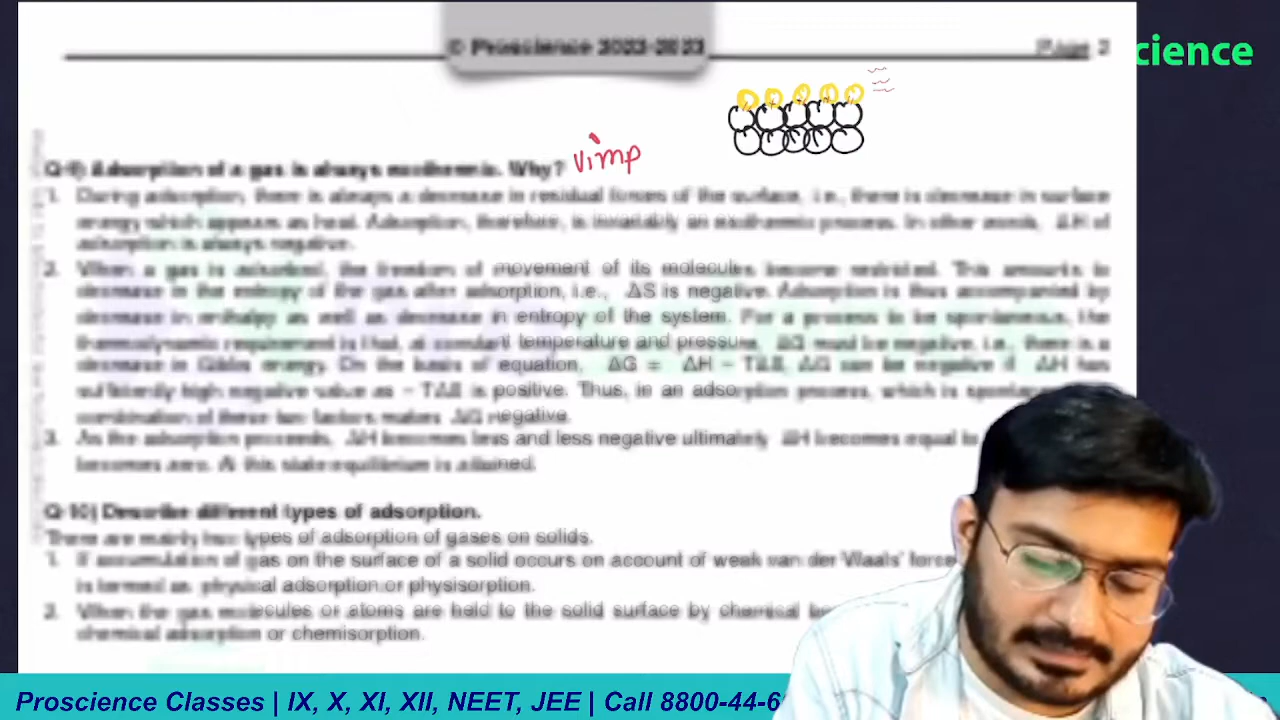 © Proscience 2022-2023
Page 2
cience
Q-9) Adsorption of a gas is always exothermic. Why? v.imp
1. During adsorption, there is always a decrease in residual forces of the surface, i.e., there is decrease in surface
energy which appears as heat. Adsorption, therefore, is invariably an exothermic process. In other words, ΔH of
adsorption is always negative.
2. When a gas is adsorbed, the freedom of movement of its molecules become restricted. This amounts to
decrease in the entropy of the gas after adsorption, i.e., ΔS is negative. Adsorption is thus accompanied by
decrease in enthalpy as well as decrease in entropy of the system. For a process to be spontaneous, the
thermodynamic requirement is that, at constant temperature and pressure, ΔG must be negative, i.e., there is a
decrease in Gibbs energy. On the basis of equation, ΔG = ΔH – TΔS, ΔG can be negative if ΔH has
sufficiently high negative value as – TΔS is positive. Thus, in an adsorption process, which is
combination of these two factors makes ΔG negative.
3. As the adsorption proceeds, ΔH becomes less and less negative ultimately ΔH becomes equal to
becomes zero. At this state equilibrium is attained.
Q-10) Describe different types of adsorption.
There are mainly two types of adsorption of gases on solids.
1. If accumulation of gas on the surface of a solid occurs on account of weak van der Waals' force
is termed as physical adsorption or physisorption.
2. When the gas molecules or atoms are held to the solid surface by chemical
chemical adsorption or chemisorption.
Proscience Classes | IX, X, XI, XII, NEET, JEE | Call 8800-44-6